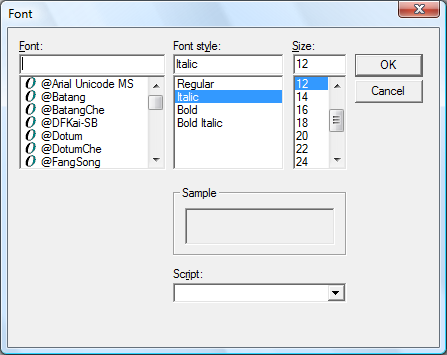 Font
Font:
Font style:
Size:
Italic
12
OK
Cancel
@Arial Unicode MS
@Batang
@BatangChe
@DFKai-SB
@Dotum
@DotumChe
@FangSong
Regular
Italic
Bold
Bold Italic
12
14
16
18
20
22
24
Sample
Script: